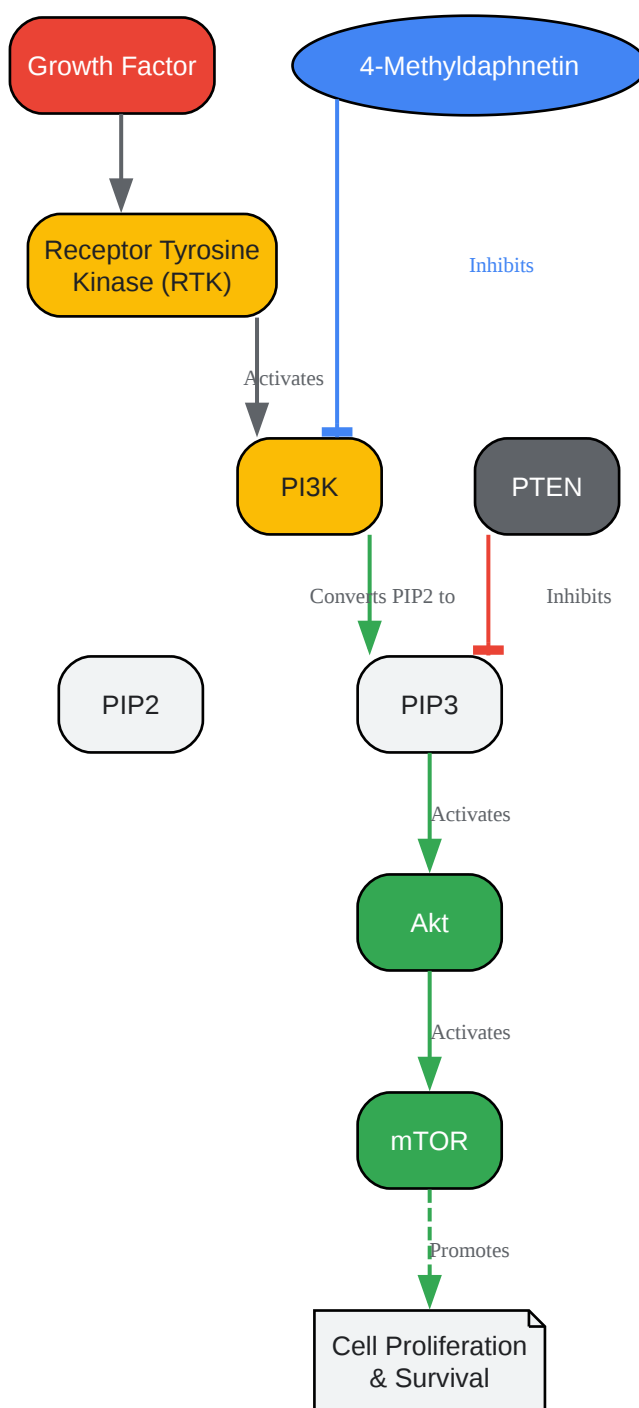 Growth Factor
4-Methyldaphnetin
Receptor Tyrosine
Kinase (RTK)
Inhibits
Activates
PI3K
PTEN
Converts PIP2 to
Inhibits
PIP2
PIP3
Activates
Akt
Activates
mTOR
Promotes
Cell Proliferation
& Survival